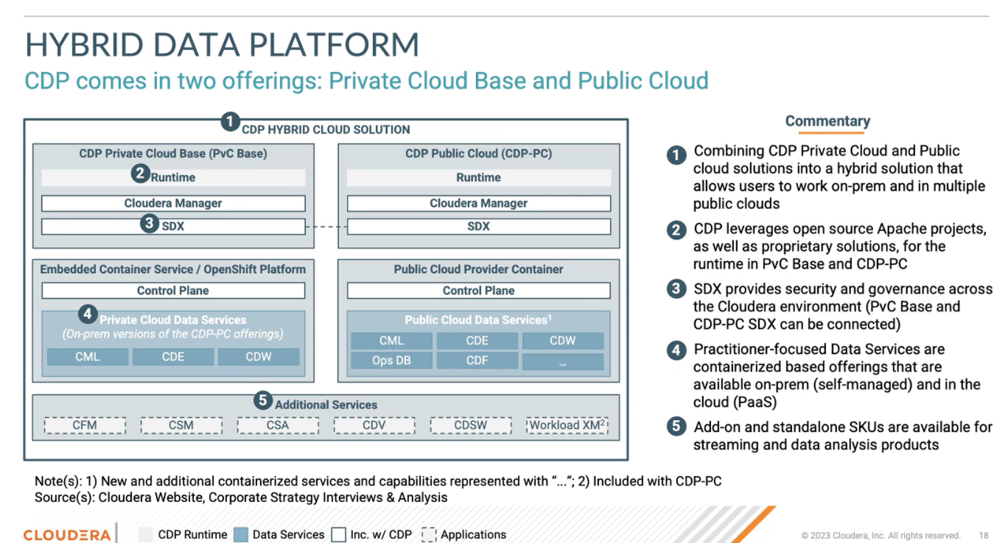 HYBRID DATA PLATFORM
CDP comes in two offerings: Private Cloud Base and Public Cloud
1 CDP HYBRID CLOUD SOLUTION
CDP Private Cloud Base (PvC Base)
2 Runtime
Cloudera Manager
3 SDX
CDP Public Cloud (CDP-PC)
Runtime
Cloudera Manager
SDX
Embedded Container Service / OpenShift Platform
Control Plane
4 Private Cloud Data Services
(On-prem versions of the CDP-PC offerings)
CML CDE CDW
Public Cloud Provider Container
Control Plane
Public Cloud Data Services¹
CML CDE CDW
Ops DB CDF ...
5 Additional Services
CFM CSM CSA CDV CDSW Workload XM²
Commentary
1 Combining CDP Private Cloud and Public
cloud solutions into a hybrid solution that
allows users to work on-prem and in multiple
public clouds
2 CDP leverages open source Apache projects,
as well as proprietary solutions, for the
runtime in PvC Base and CDP-PC
3 SDX provides security and governance across
the Cloudera environment (PvC Base and
CDP-PC SDX can be connected)
4 Practitioner-focused Data Services are
containerized based offerings that are
available on-prem (self-managed) and in the
cloud (PaaS)
5 Add-on and standalone SKUs are available for
streaming and data analysis products
Note(s): 1) New and additional containerized services and capabilities represented with “...”; 2) Included with CDP-PC
Source(s): Cloudera Website, Corporate Strategy Interviews & Analysis
CLOUDERA CDP Runtime Data Services Inc. w/ CDP Applications
© 2023 Cloudera, Inc. All rights reserved. 18